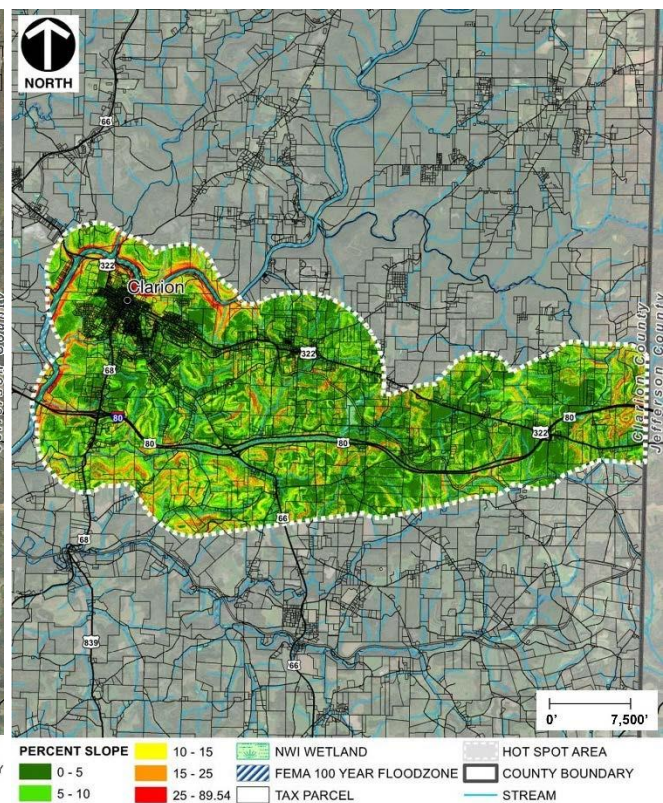 NORTH
66
322
Clarion
322
68
80
80
80
322
80
Clarion County
Jefferson County
66
68
839
66
0' 7,500'
PERCENT SLOPE
0 - 5
5 - 10
10 - 15
15 - 25
25 - 89.54
NWI WETLAND
FEMA 100 YEAR FLOODZONE
TAX PARCEL
HOT SPOT AREA
COUNTY BOUNDARY
STREAM